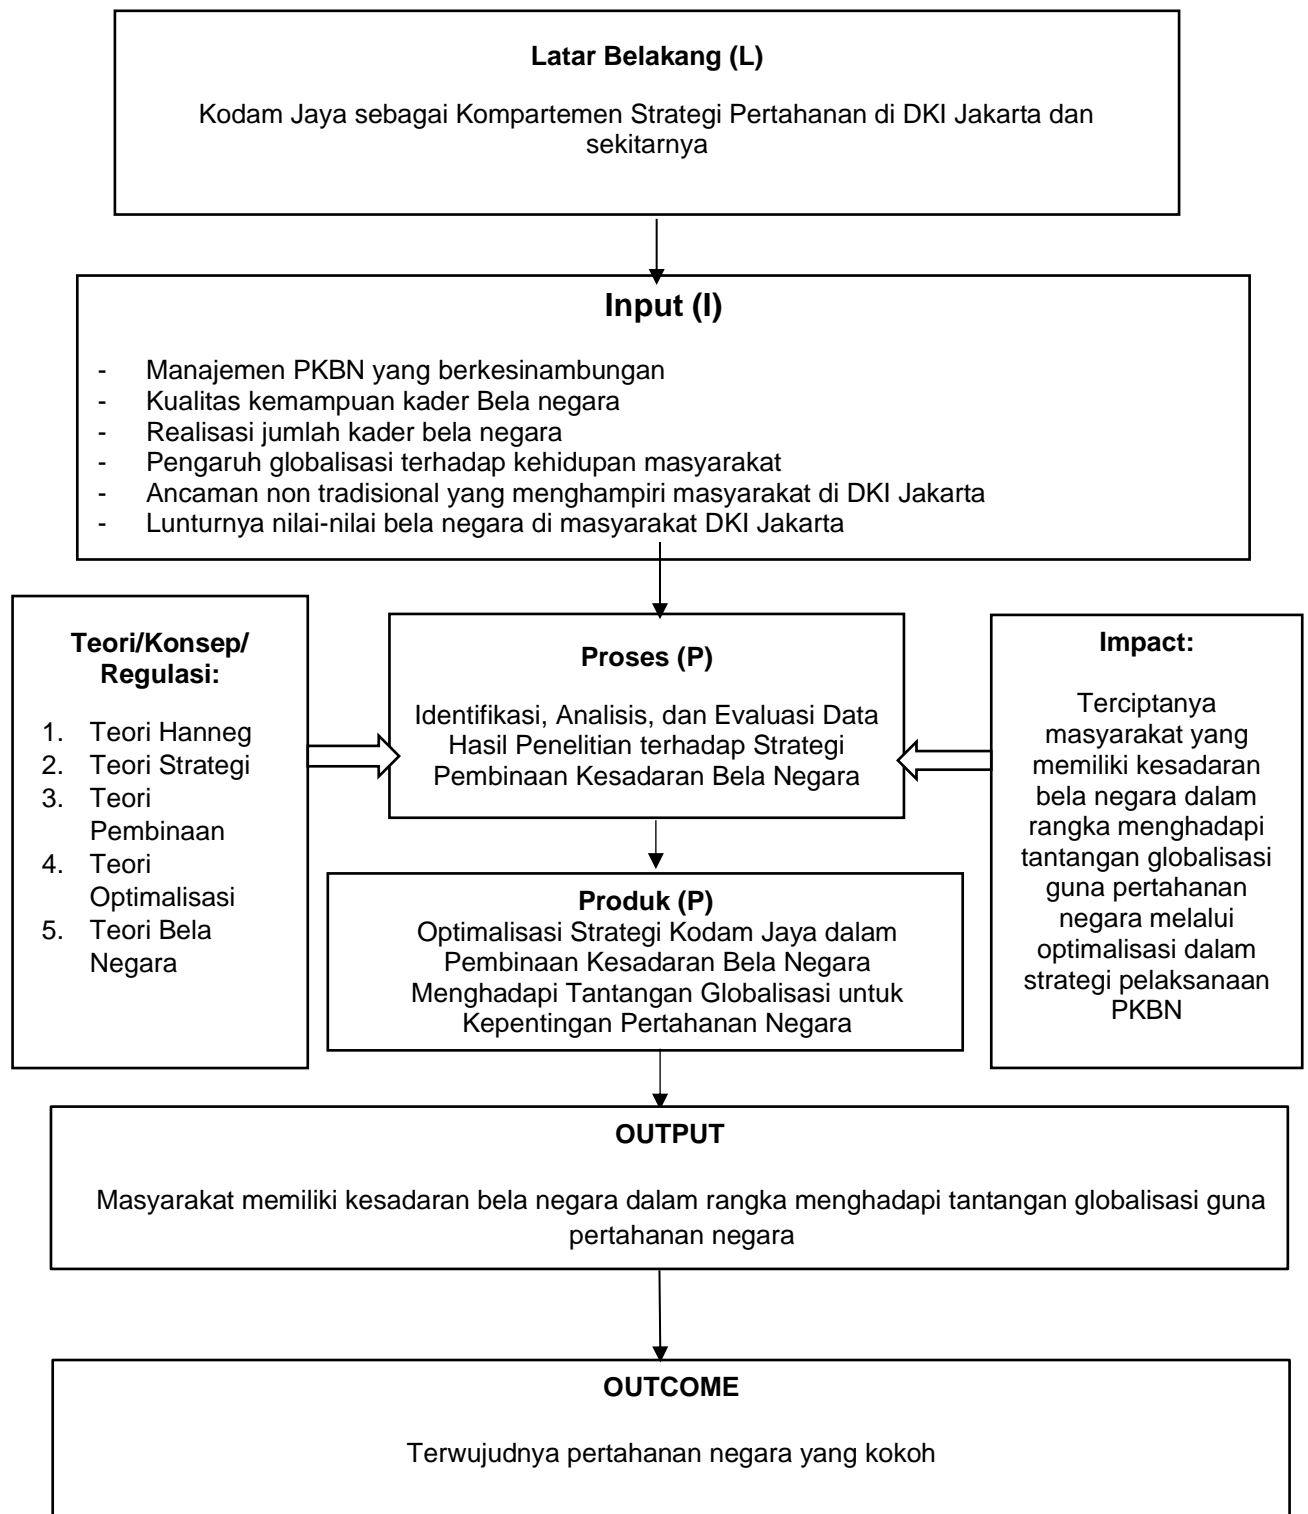 Latar Belakang (L)
Kodam Jaya sebagai Kompartemen Strategi Pertahanan di DKI Jakarta dan
sekitarnya
Input (I)
- Manajemen PKBN yang berkesinambungan
- Kualitas kemampuan kader Bela negara
- Realisasi jumlah kader bela negara
- Pengaruh globalisasi terhadap kehidupan masyarakat
- Ancaman non tradisional yang menghampiri masyarakat di DKI Jakarta
- Lunturnya nilai-nilai bela negara di masyarakat DKI Jakarta
Teori/Konsep/
Regulasi:
1. Teori Hanneg
2. Teori Strategi
3. Teori
Pembinaan
4. Teori
Optimalisasi
5. Teori Bela
Negara
Proses (P)
Identifikasi, Analisis, dan Evaluasi Data
Hasil Penelitian terhadap Strategi
Pembinaan Kesadaran Bela Negara
Impact:
Terciptanya
masyarakat yang
memiliki kesadaran
bela negara dalam
rangka menghadapi
tantangan globalisasi
guna pertahanan
negara melalui
optimalisasi dalam
strategi pelaksanaan
PKBN
Produk (P)
Optimalisasi Strategi Kodam Jaya dalam
Pembinaan Kesadaran Bela Negara
Menghadapi Tantangan Globalisasi untuk
Kepentingan Pertahanan Negara
OUTPUT
Masyarakat memiliki kesadaran bela negara dalam rangka menghadapi tantangan globalisasi guna
pertahanan negara
OUTCOME
Terwujudnya pertahanan negara yang kokoh